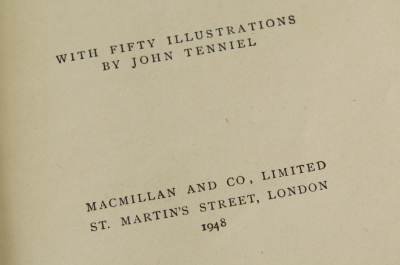 WITH FIFTY ILLUSTRATIONS
BY JOHN TENNIEL
MACMILLAN AND CO, LIMITED
ST. MARTIN'S STREET, LONDON
1948